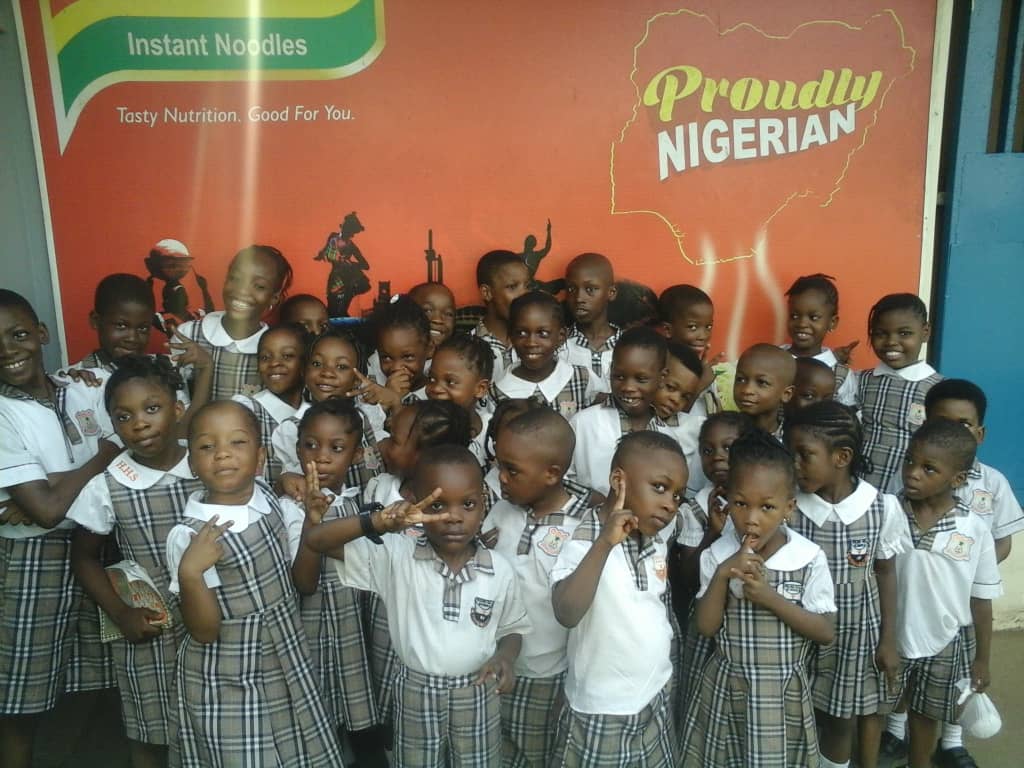 Instant Noodles
Tasty Nutrition. Good For You.
Proudly
NIGERIAN
H.H.S